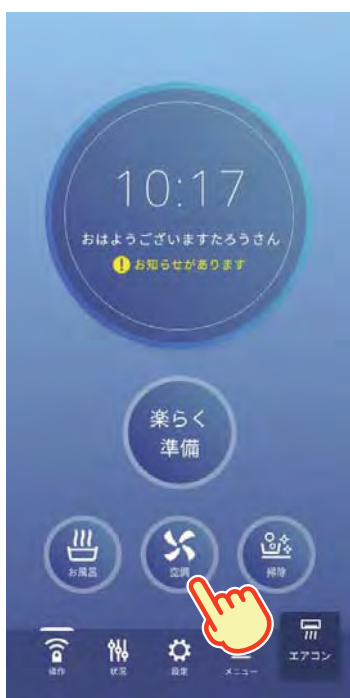 10:17
おはようございますたろうさん
! お知らせがあります
楽らく
準備
お風呂
空調
掃除
操作
状況
設定
メニュー
エアコン